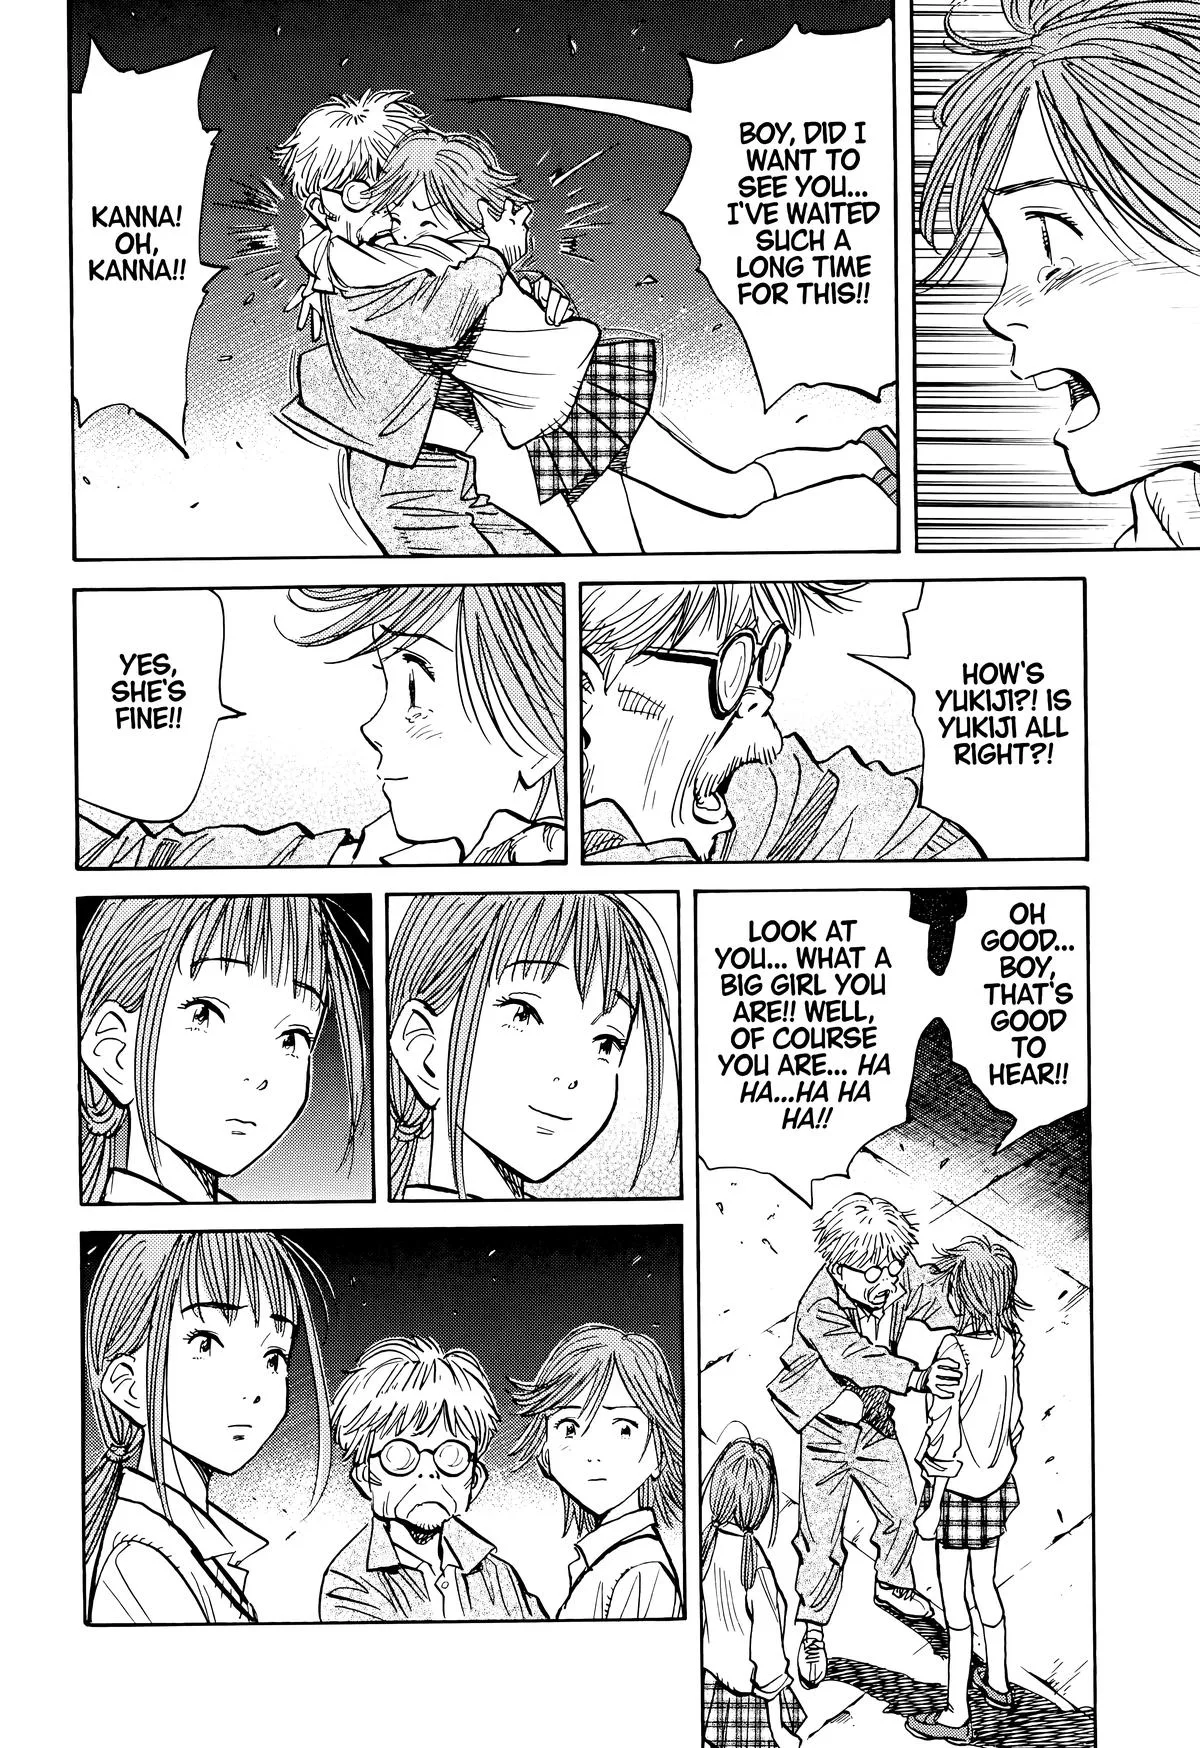 BOY, DID I
WANT TO
SEE YOU...
I'VE WAITED
SUCH A
LONG TIME
FOR THIS!!
KANNA!
OH,
KANNA!!
HOW'S
YUKIJI?! IS
YUKIJI ALL
RIGHT?!
YES,
SHE'S
FINE!!
OH
GOOD...
BOY,
THAT'S
GOOD
TO
HEAR!!
LOOK AT
YOU... WHAT A
BIG GIRL YOU
ARE!! WELL,
OF COURSE
YOU ARE... HA
HA...HA HA
HA!!